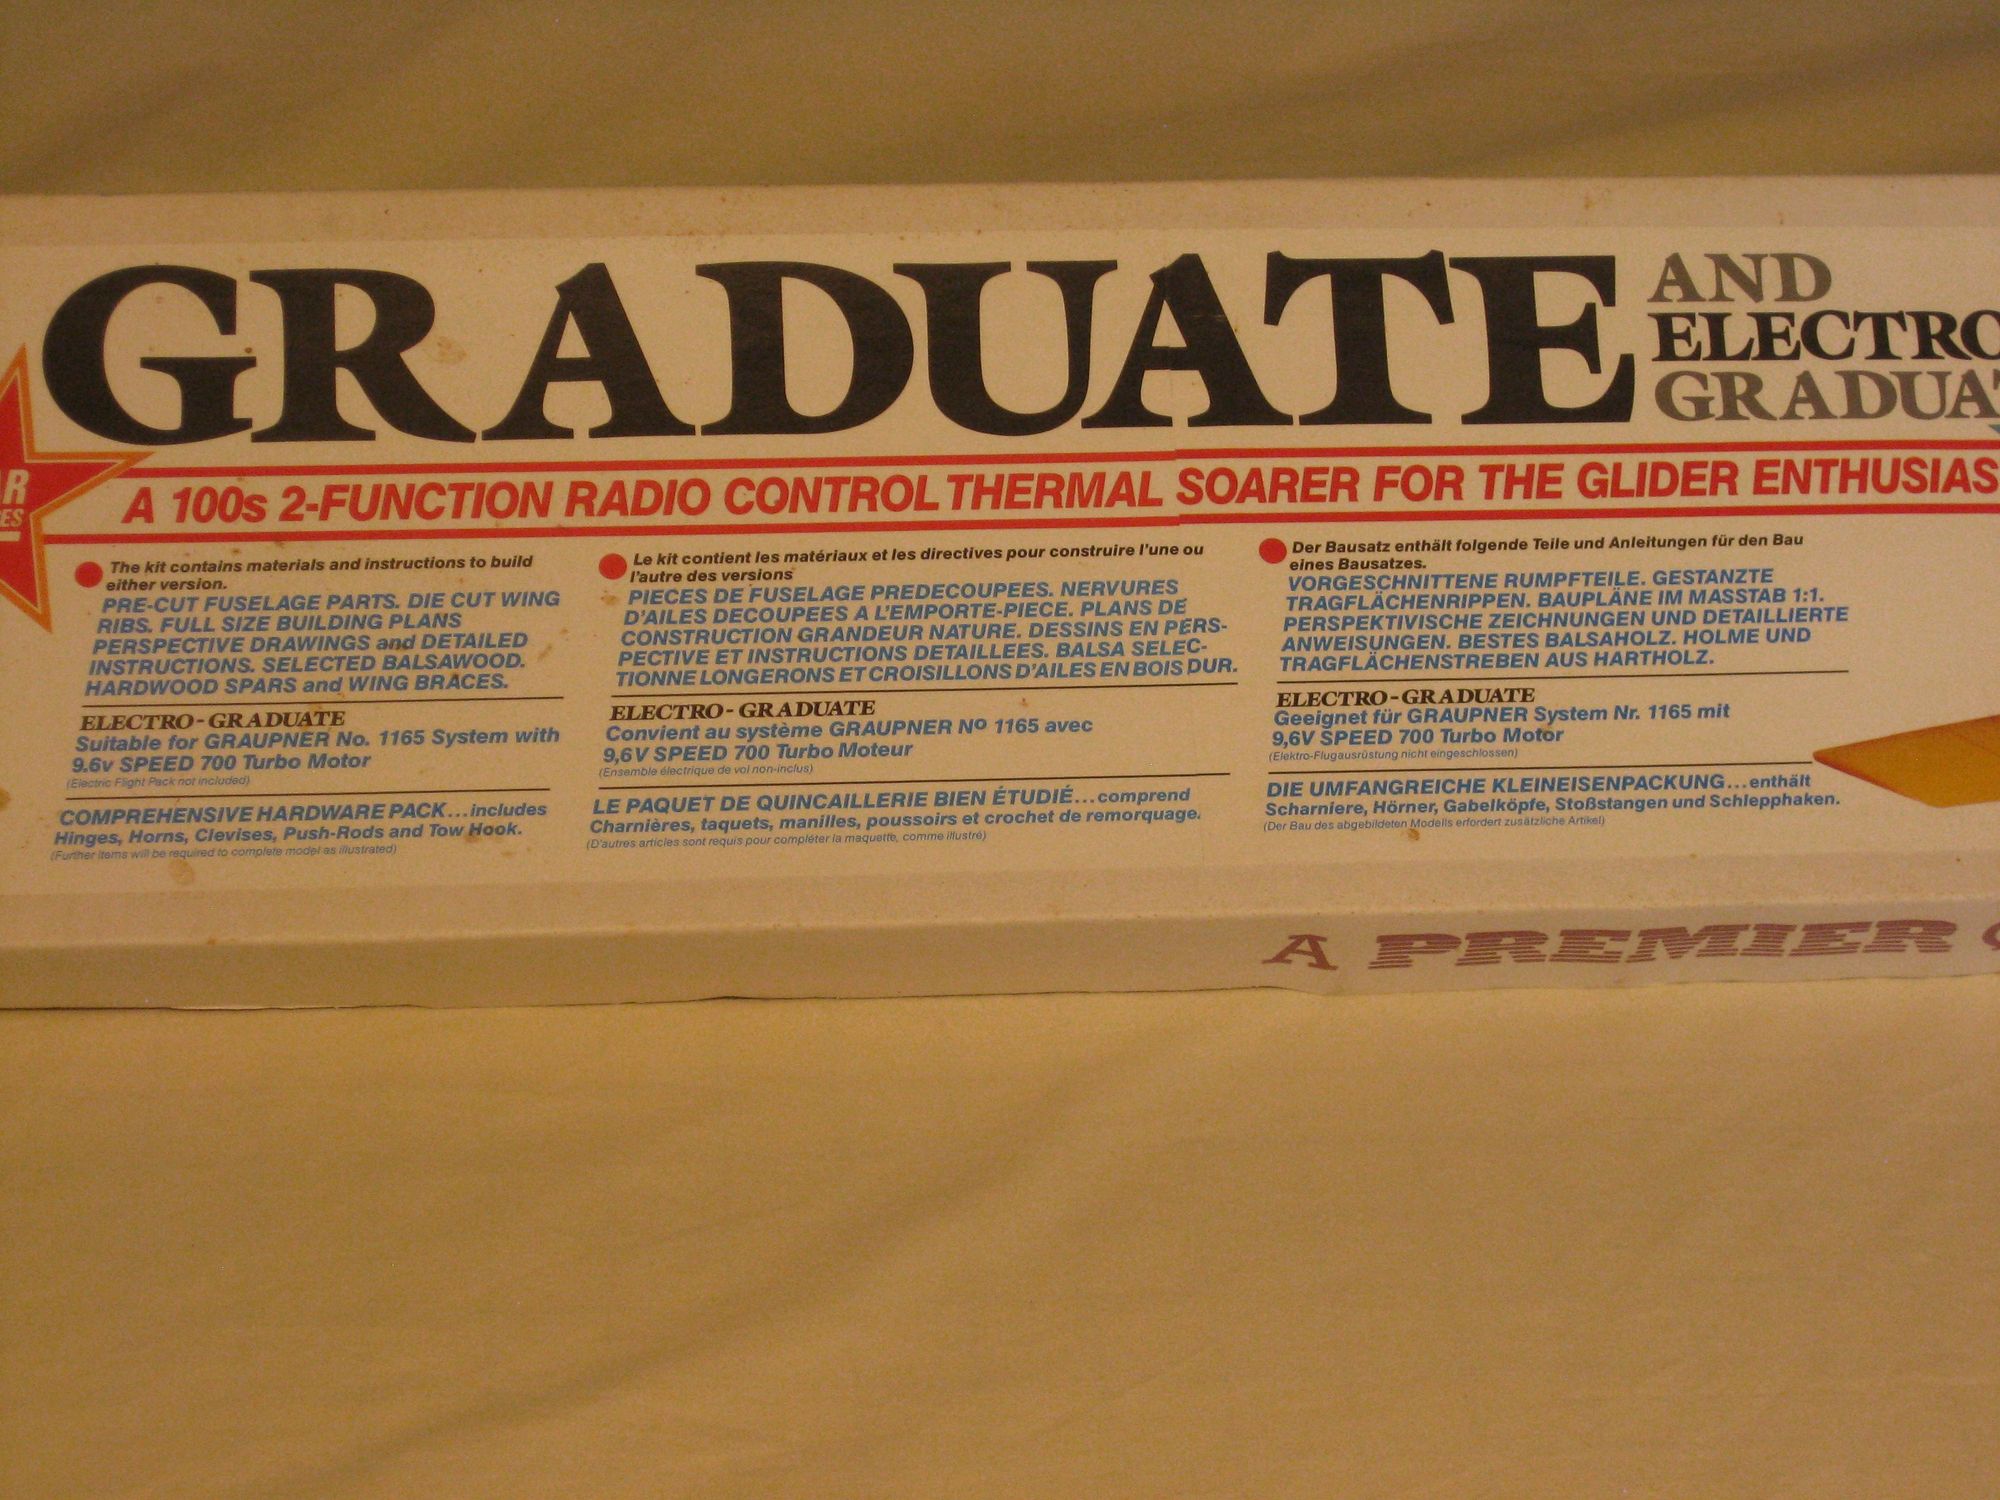 GRADUATE
AND
ELECTRO
GRADUAT
A 100s 2-FUNCTION RADIO CONTROL THERMAL SOARER FOR THE GLIDER ENTHUSIAS
The kit contains materials and instructions to build
either version.
PRE-CUT FUSELAGE PARTS. DIE CUT WING
RIBS. FULL SIZE BUILDING PLANS
PERSPECTIVE DRAWINGS and DETAILED
INSTRUCTIONS. SELECTED BALSAWOOD.
HARDWOOD SPARS and WING BRACES.
ELECTRO-GRADUATE
Suitable for GRAUPNER No. 1165 System with
9.6v SPEED 700 Turbo Motor
(Electric Flight Pack not included)
COMPREHENSIVE HARDWARE PACK...includes
Hinges, Horns, Clevises, Push-Rods and Tow Hook.
(Further items will be required to complete model as illustrated)
Le kit contient les matériaux et les directives pour construire l'une ou
l'autre des versions
PIECES DE FUSELAGE PREDECOUPEES. NERVURES
D'AILES DECOUPEES A L'EMPORTE-PIECE. PLANS DE
CONSTRUCTION GRANDEUR NATURE. DESSINS EN PERS-
PECTIVE ET INSTRUCTIONS DETAILLEES. BALSA SELEC-
TIONNE LONGERONS ET CROISILLONS D'AILES EN BOIS DUR.
ELECTRO-GRADUATE
Convient au système GRAUPNER Nº 1165 avec
9,6V SPEED 700 Turbo Moteur
(Ensemble électrique de vol non-inclus)
LE PAQUET DE QUINCAILLERIE BIEN ÉTUDIÉ...comprend
Charnières, taquets, manilles, poussoirs et crochet de remorquage.
(D'autres articles sont requis pour compléter la maquette, comme illustré)
Der Bausatz enthält folgende Teile und Anleitungen für den Bau
eines Bausatzes.
VORGESCHNITTENE RUMPFTEILE. GESTANZTE
TRAGFLÄCHENRIPPEN. BAUPLÄNE IM MASSTAB 1:1.
PERSPEKTIVISCHE ZEICHNUNGEN UND DETAILLIERTE
ANWEISUNGEN. BESTES BALSAHOLZ. HOLME UND
TRAGFLÄCHENSTREBEN AUS HARTHOLZ.
ELECTRO-GRADUATE
Geeignet für GRAUPNER System Nr. 1165 mit
9,6V SPEED 700 Turbo Motor
(Elektro-Flugausrüstung nicht eingeschlossen)
DIE UMFANGREICHE KLEINEISENPACKUNG...enthält
Scharniere, Hörner, Gabelköpfe, Stoßstangen und Schlepphaken.
(Der Bau des abgebildeten Modells erfordert zusätzliche Artikel)
A PREMIER